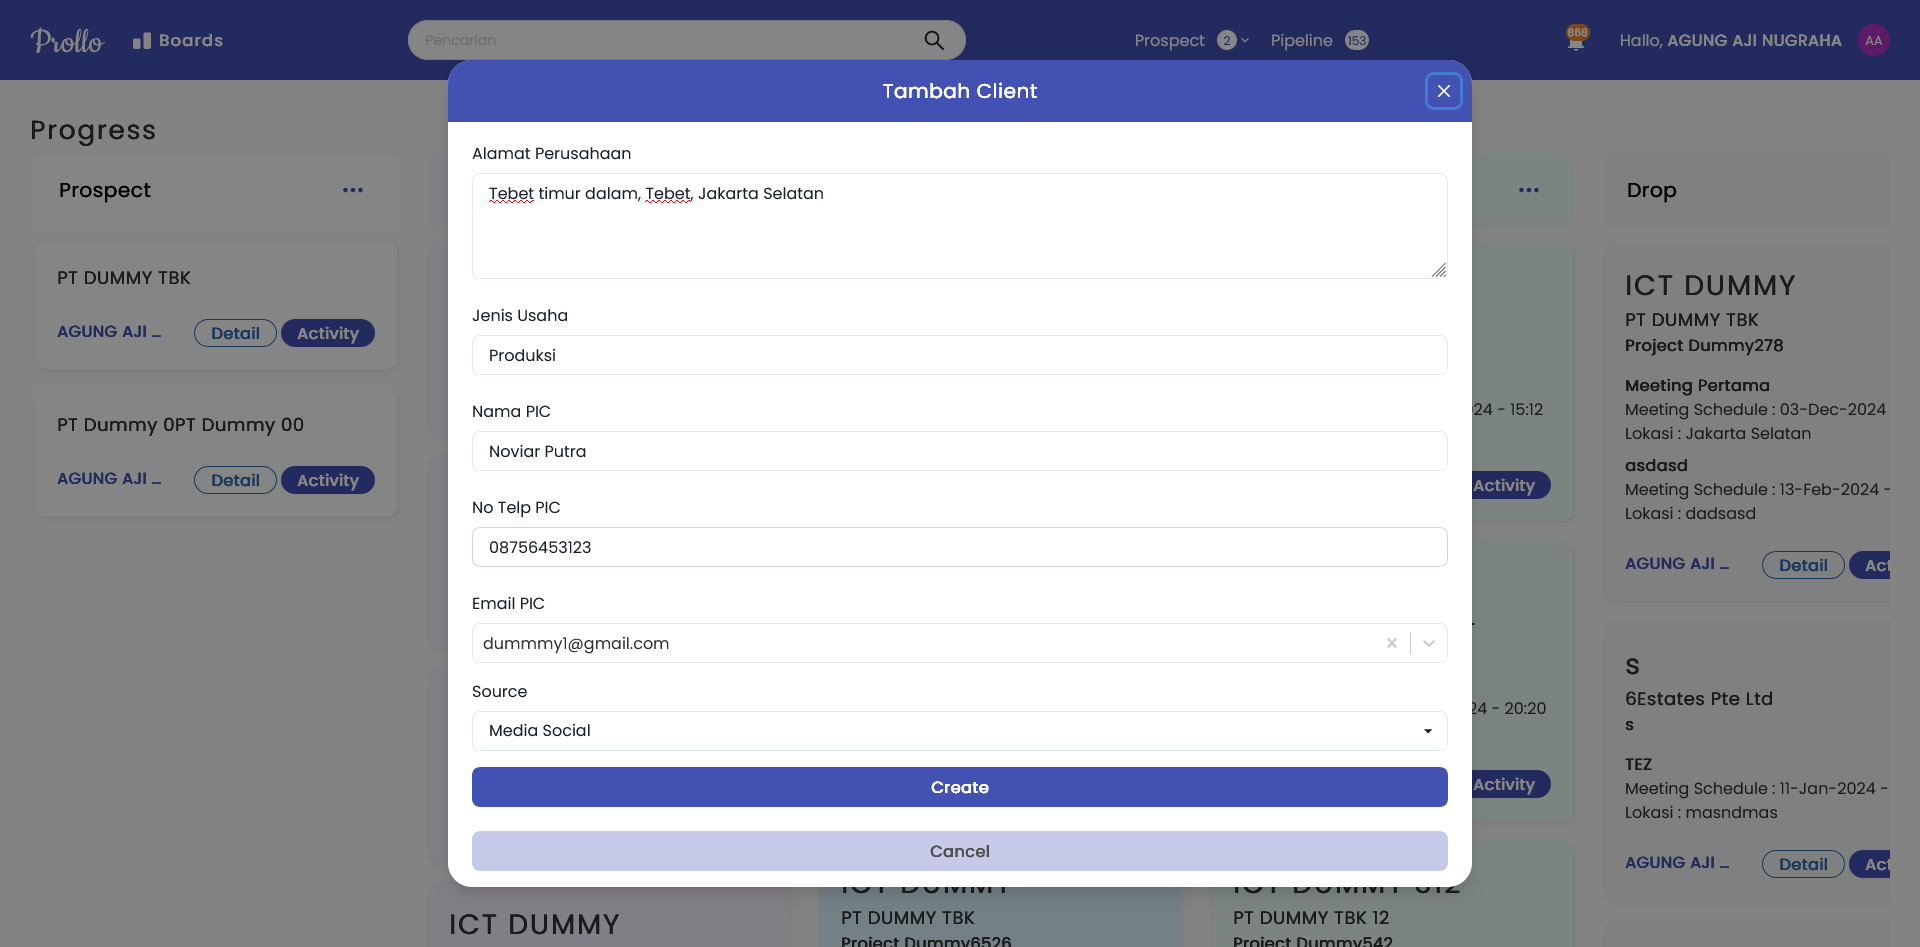 Prollo
Boards
Pencarian
Prospect 2
Pipeline 153
868
Hallo, AGUNG AJI NUGRAHA
AA
Tambah Client
Alamat Perusahaan
Tebet timur dalam, Tebet, Jakarta Selatan
Jenis Usaha
Produksi
Nama PIC
Noviar Putra
No Telp PIC
08756453123
Email PIC
dummmy1@gmail.com
Source
Media Social
Create
Cancel
Progress
Prospect
PT DUMMY TBK
AGUNG AJI ...
Detail
Activity
PT Dummy 0PT Dummy 00
AGUNG AJI ...
Detail
Activity
ICT DUMMY
ICT DUMMY
PT DUMMY TBK
Project Dummy6526
24 - 15:12
Activity
24 - 20:20
Activity
ICT DUMMY 512
PT DUMMY TBK 12
Project Dummy542
Drop
ICT DUMMY
PT DUMMY TBK
Project Dummy278
Meeting Pertama
Meeting Schedule : 03-Dec-2024
Lokasi : Jakarta Selatan
asdasd
Meeting Schedule : 13-Feb-2024 -
Lokasi : dadsasd
AGUNG AJI ...
Detail
Act
S
6Estates Pte Ltd
s
TEZ
Meeting Schedule : 11-Jan-2024 -
Lokasi : masndmas
AGUNG AJI ...
Detail
Act